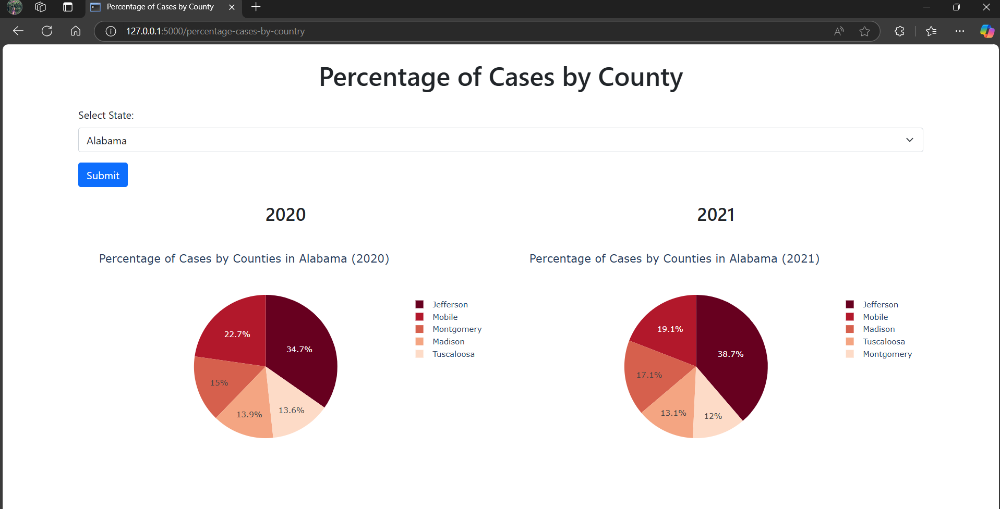 Percentage of Cases by County
127.0.0.1:5000/percentage-cases-by-country
Percentage of Cases by County
Select State:
Alabama
Submit
2020
2021
Percentage of Cases by Counties in Alabama (2020)
34.7%
22.7%
15%
13.9%
13.6%
Jefferson
Mobile
Montgomery
Madison
Tuscaloosa
Percentage of Cases by Counties in Alabama (2021)
38.7%
19.1%
17.1%
13.1%
12%
Jefferson
Mobile
Madison
Tuscaloosa
Montgomery